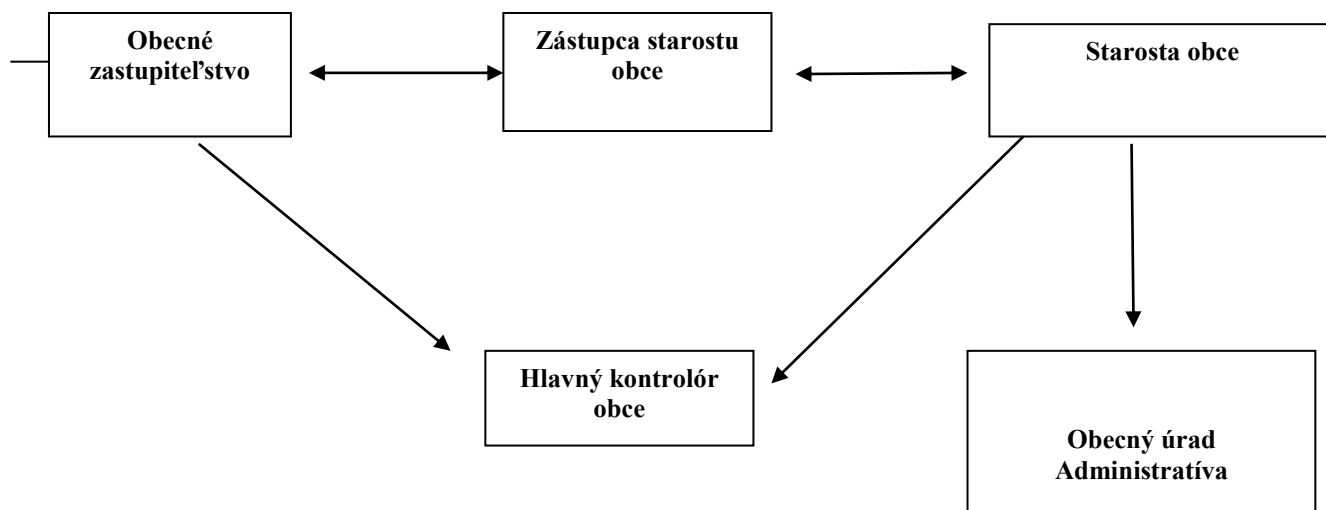 Obecné
zastupiteľstvo
Zástupca starostu
obce
Starosta obce
Hlavný kontrolór
obce
Obecný úrad
Administratíva